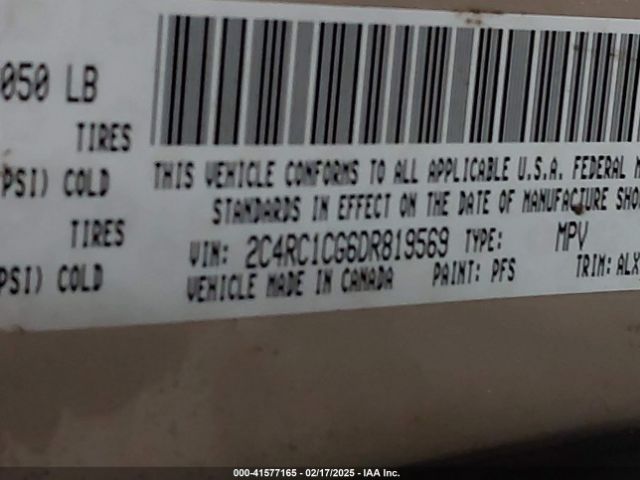 050 LB
TIRES
PSI) COLD
TIRES
PSI) COLD
THIS VEHICLE CONFORMS TO ALL APPLICABLE U.S.A. FEDERAL M
STANDARDS IN EFFECT ON THE DATE OF MANUFACTURE SHO
VIN: 2C4RC1CG6DR819569 TYPE: MPV
VEHICLE MADE IN CANADA PAINT: PFS TRIM: ALX
000-41577165 - 02/17/2025 - IAA Inc.